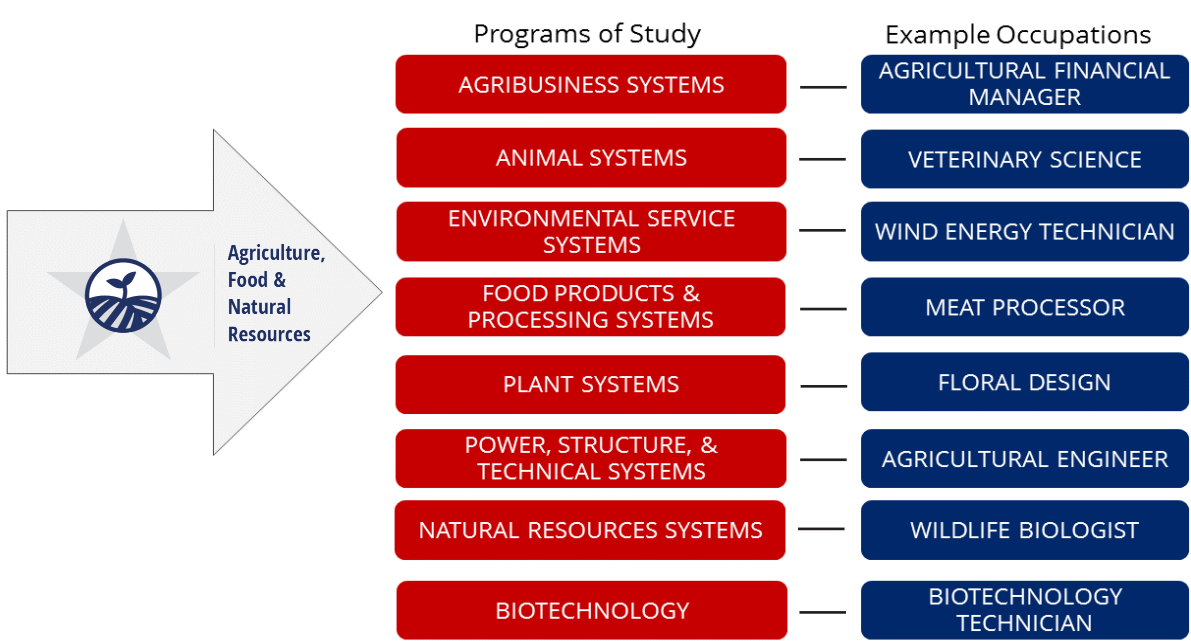 Programs of Study
Example Occupations
AGRIBUSINESS SYSTEMS
AGRICULTURAL FINANCIAL
MANAGER
ANIMAL SYSTEMS
VETERINARY SCIENCE
ENVIRONMENTAL SERVICE
SYSTEMS
WIND ENERGY TECHNICIAN
Agriculture,
Food &
Natural
Resources
FOOD PRODUCTS &
PROCESSING SYSTEMS
MEAT PROCESSOR
PLANT SYSTEMS
FLORAL DESIGN
POWER, STRUCTURE, &
TECHNICAL SYSTEMS
AGRICULTURAL ENGINEER
NATURAL RESOURCES SYSTEMS
WILDLIFE BIOLOGIST
BIOTECHNOLOGY
BIOTECHNOLOGY
TECHNICIAN